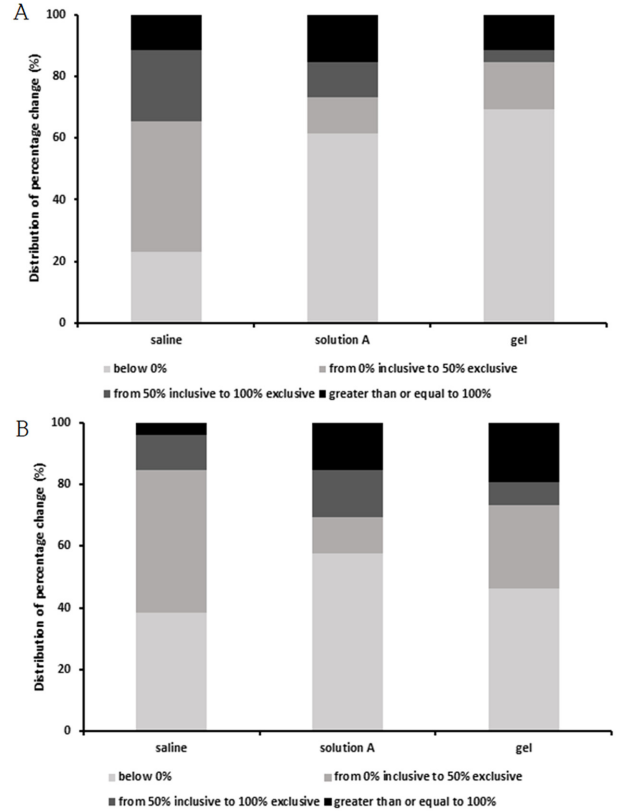 A
Distribution of percentage change (%)
100
80
60
40
20
0
saline solution A gel
below 0% from 0% inclusive to 50% exclusive
from 50% inclusive to 100% exclusive greater than or equal to 100%
B
Distribution of percentage change (%)
100
80
60
40
20
0
saline solution A gel
below 0% from 0% inclusive to 50% exclusive
from 50% inclusive to 100% exclusive greater than or equal to 100%